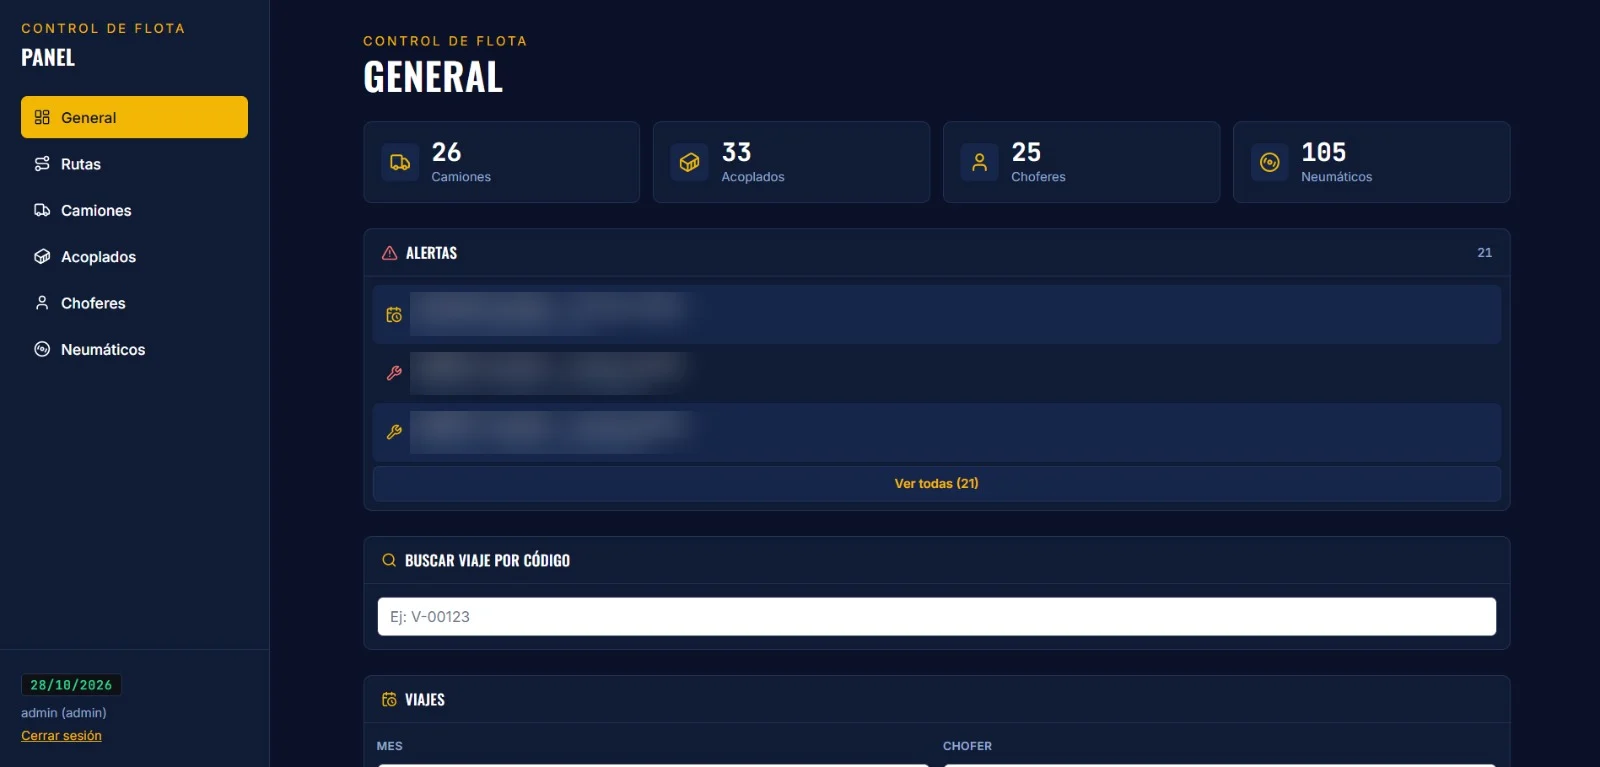 CONTROL DE FLOTA
PANEL
General
Rutas
Camiones
Acoplados
Choferes
Neumáticos
28/10/2026
admin (admin)
Cerrar sesión
CONTROL DE FLOTA
GENERAL
26
Camiones
33
Acoplados
25
Choferes
105
Neumáticos
ALERTAS
21
Ver todas (21)
BUSCAR VIAJE POR CÓDIGO
Ej: V-00123
VIAJES
MES
CHOFER